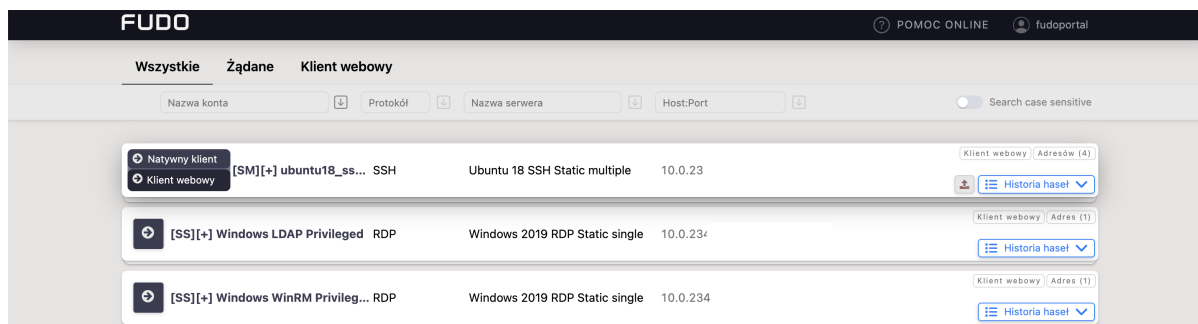 FUDO
POMOC ONLINE fudoportal
Wszystkie Żądane Klient webowy
Nazwa konta Protokół Nazwa serwera Host:Port Search case sensitive
Natywny klient
Klient webowy
[SM][+] ubuntu18_ss... SSH Ubuntu 18 SSH Static multiple 10.0.23
Klient webowy Adresów (4)
Historia haseł
[SS][+] Windows LDAP Privileged RDP Windows 2019 RDP Static single 10.0.234
Klient webowy Adres (1)
Historia haseł
[SS][+] Windows WinRM Privileg... RDP Windows 2019 RDP Static single 10.0.234
Klient webowy Adres (1)
Historia haseł